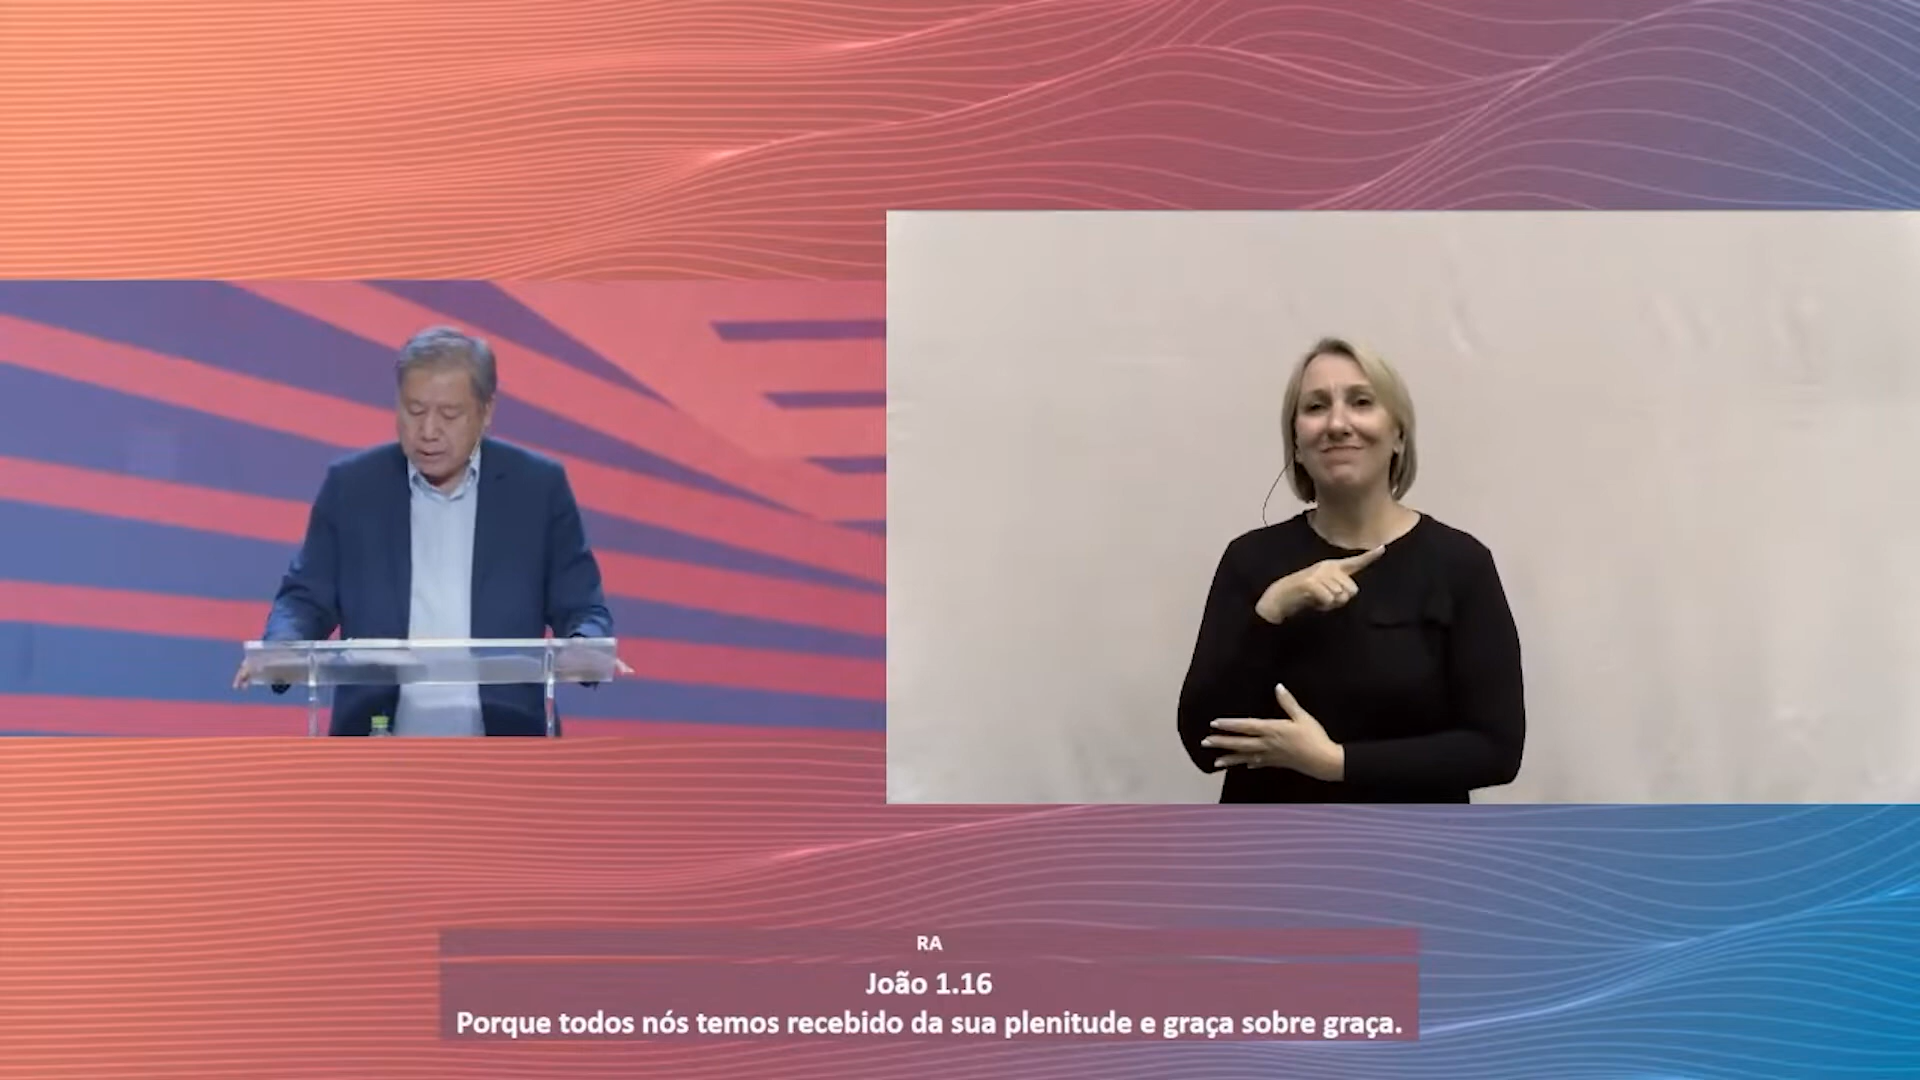 RA
João 1.16
Porque todos nós temos recebido da sua plenitude e graça sobre graça.